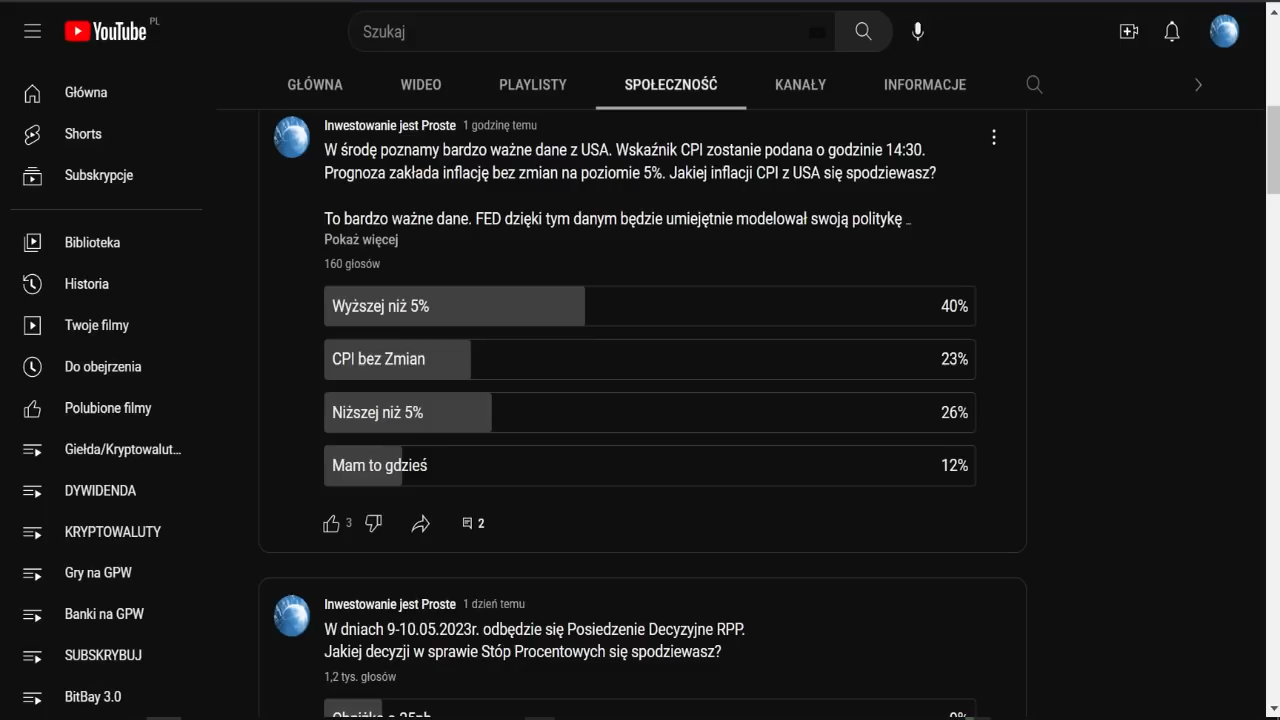 YouTube PL
Szukaj
GŁÓWNA WIDEO PLAYLISTY SPOŁECZNOŚĆ KANAŁY INFORMACJE
Główna
Shorts
Subskrypcje
Biblioteka
Historia
Twoje filmy
Do obejrzenia
Polubione filmy
Giełda/Kryptowalut...
DYWIDENDA
KRYPTOWALUTY
Gry na GPW
Banki na GPW
SUBSKRYBUJ
BitBay 3.0
Inwestowanie jest Proste 1 godzinę temu
W środę poznamy bardzo ważne dane z USA. Wskaźnik CPI zostanie podana o godzinie 14:30.
Prognoza zakłada inflację bez zmian na poziomie 5%. Jakiej inflacji CPI z USA się spodziewasz?
To bardzo ważne dane. FED dzięki tym danym będzie umiejętnie modelował swoją politykę ...
Pokaż więcej
160 głosów
Wyższej niż 5% 40%
CPI bez Zmian 23%
Niższej niż 5% 26%
Mam to gdzieś 12%
3 2
Inwestowanie jest Proste 1 dzień temu
W dniach 9-10.05.2023r. odbędzie się Posiedzenie Decyzyjne RPP.
Jakiej decyzji w sprawie Stóp Procentowych się spodziewasz?
1,2 tys. głosów